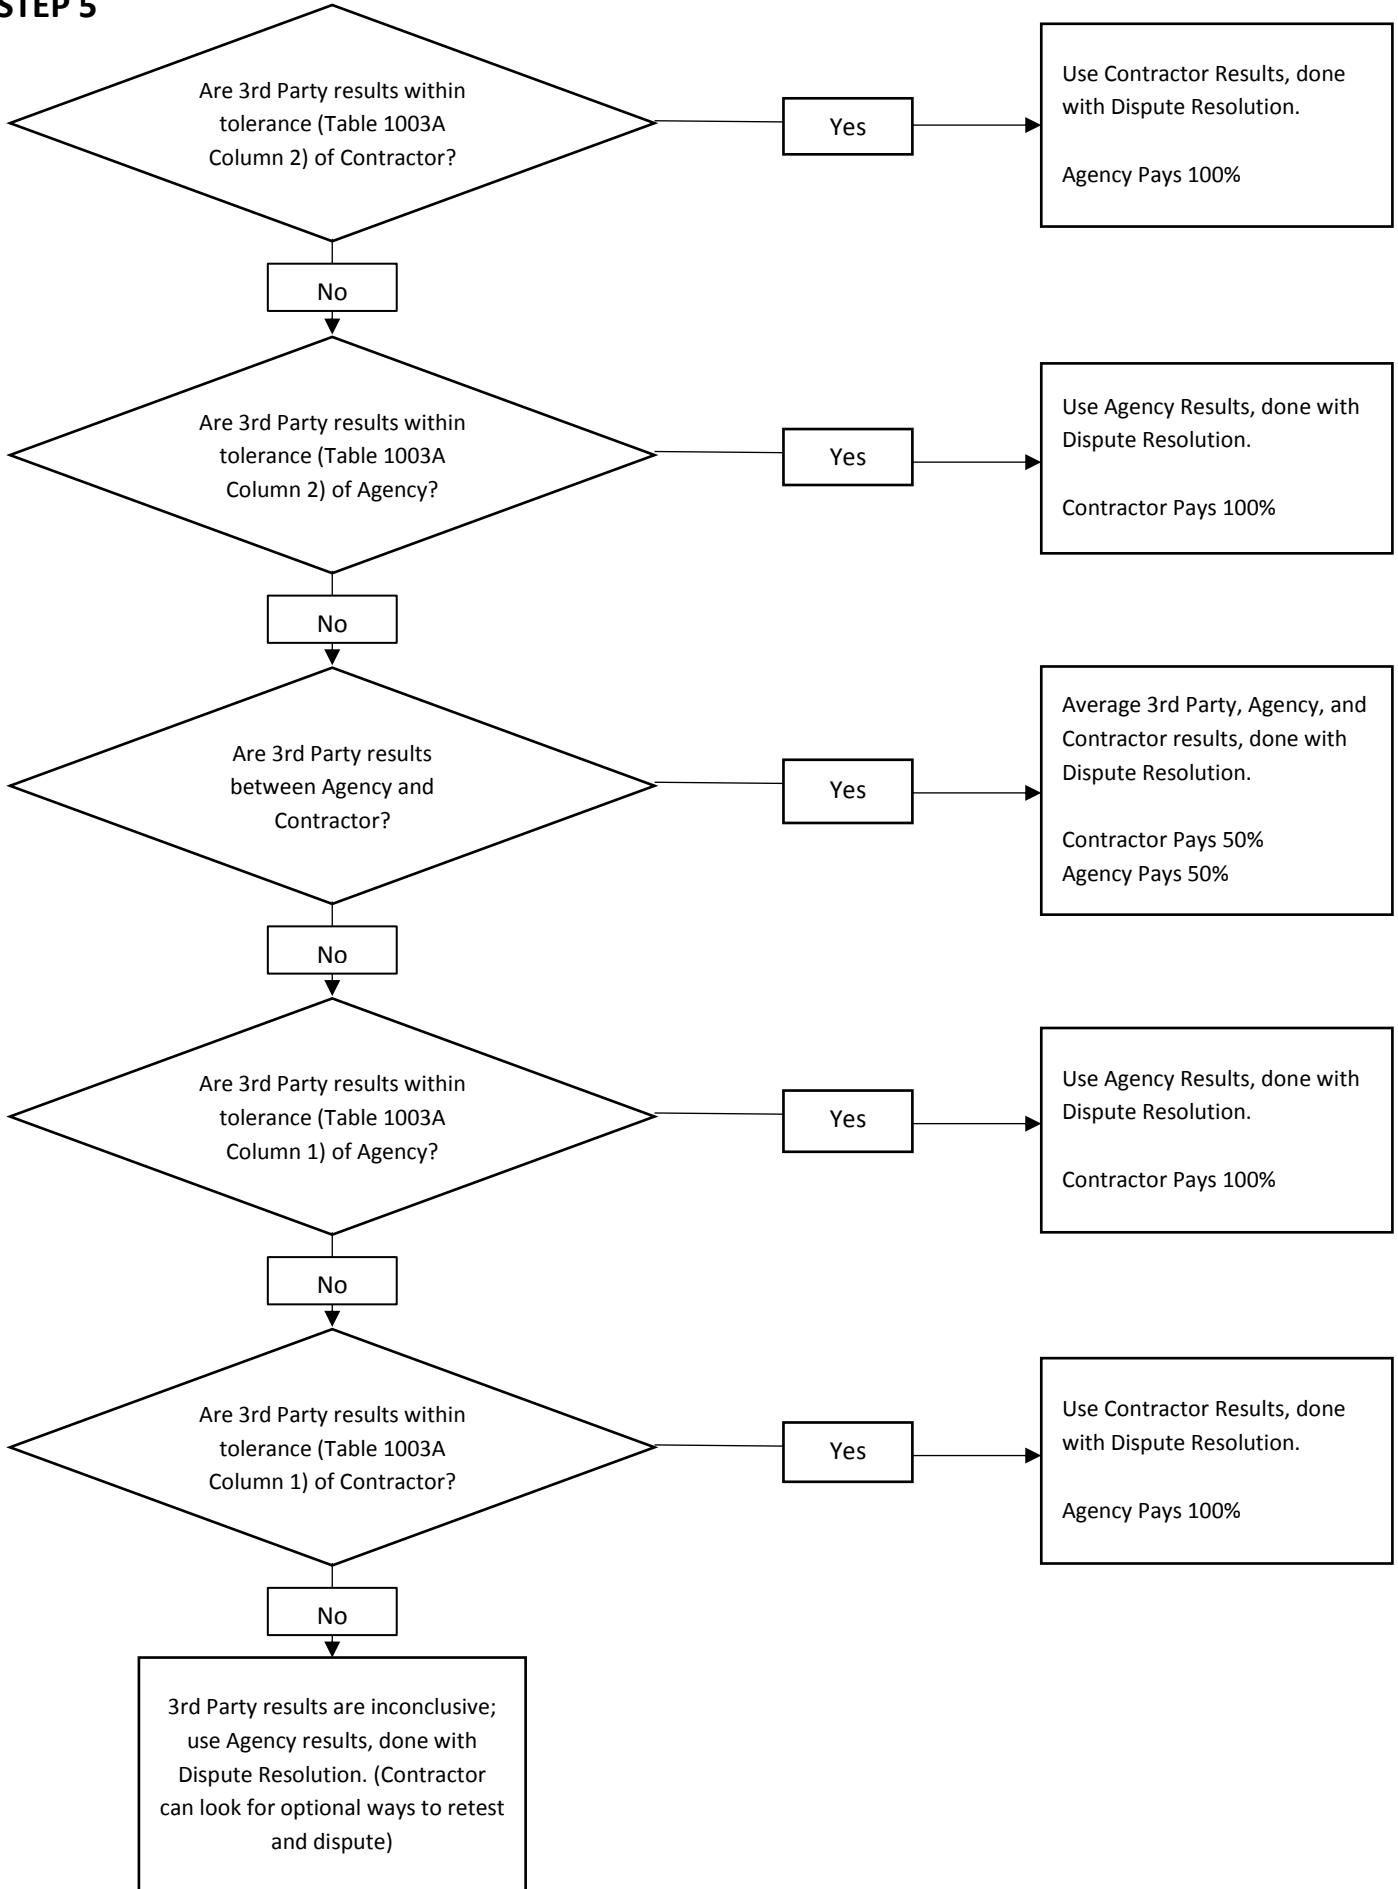 STEP 5
Are 3rd Party results within
tolerance (Table 1003A
Column 2) of Contractor?
Yes
Use Contractor Results, done
with Dispute Resolution.
Agency Pays 100%
No
Are 3rd Party results within
tolerance (Table 1003A
Column 2) of Agency?
Yes
Use Agency Results, done with
Dispute Resolution.
Contractor Pays 100%
No
Are 3rd Party results
between Agency and
Contractor?
Yes
Average 3rd Party, Agency, and
Contractor results, done with
Dispute Resolution.
Contractor Pays 50%
Agency Pays 50%
No
Are 3rd Party results within
tolerance (Table 1003A
Column 1) of Agency?
Yes
Use Agency Results, done with
Dispute Resolution.
Contractor Pays 100%
No
Are 3rd Party results within
tolerance (Table 1003A
Column 1) of Contractor?
Yes
Use Contractor Results, done
with Dispute Resolution.
Agency Pays 100%
No
3rd Party results are inconclusive;
use Agency results, done with
Dispute Resolution. (Contractor
can look for optional ways to retest
and dispute)